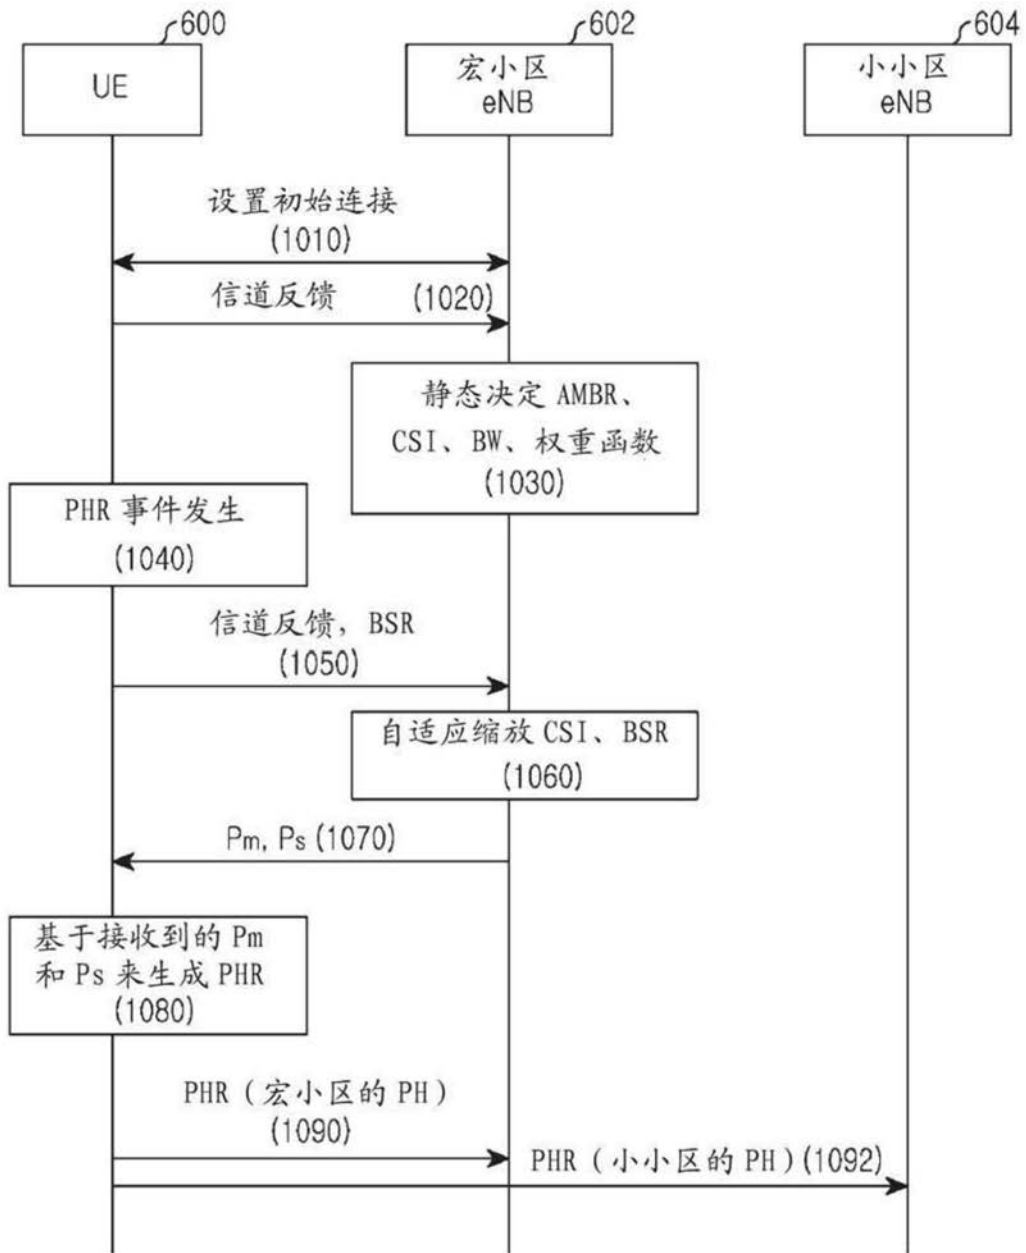 600
602
604
UE
宏小区
eNB
小小区
eNB
设置初始连接
(1010)
信道反馈 (1020)
静态决定 AMBR、
CSI、BW、权重函数
(1030)
PHR 事件发生
(1040)
信道反馈, BSR
(1050)
自适应缩放 CSI、BSR
(1060)
Pm, Ps (1070)
基于接收到的 Pm
和 Ps 来生成 PHR
(1080)
PHR ( 宏小区的 PH )
(1090)
PHR ( 小小区的 PH ) (1092)